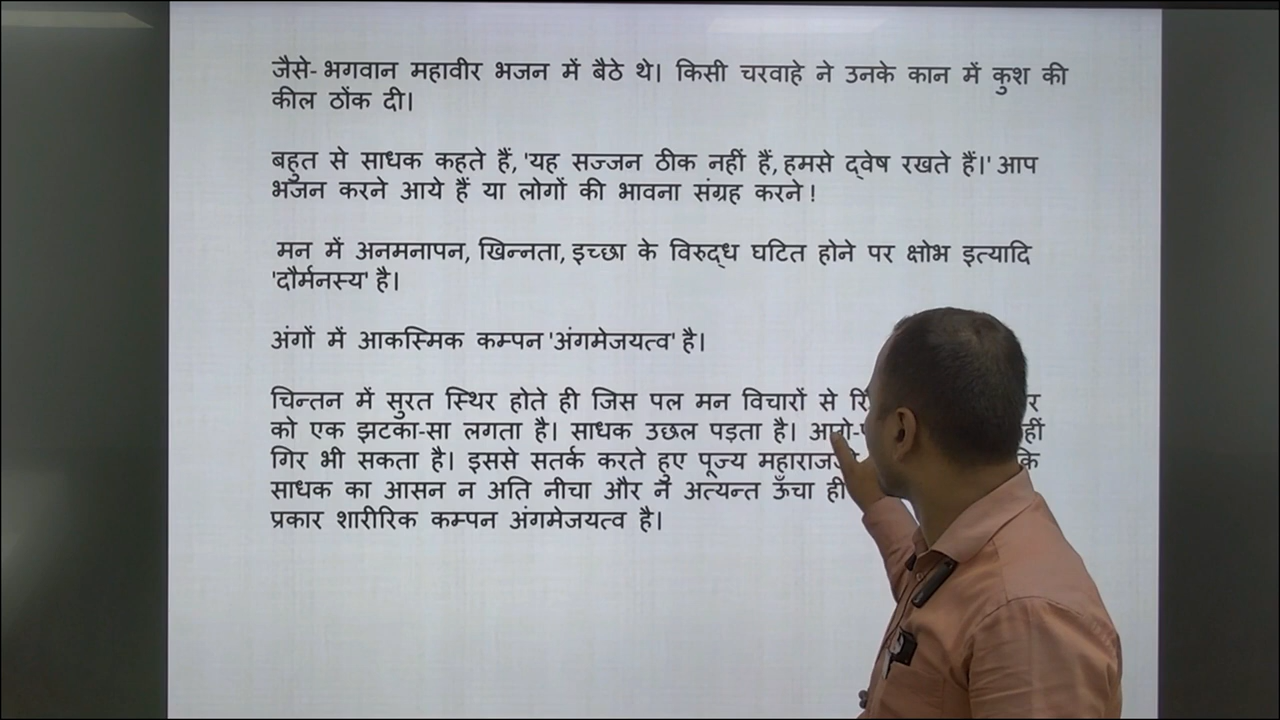 जैसे- भगवान महावीर भजन में बैठे थे। किसी चरवाहे ने उनके कान में कुश की
कील ठोंक दी।
बहुत से साधक कहते हैं, 'यह सज्जन ठीक नहीं हैं, हमसे द्वेष रखते हैं।' आप
भजन करने आये हैं या लोगों की भावना संग्रह करने !
मन में अनमनापन, खिन्नता, इच्छा के विरुद्ध घटित होने पर क्षोभ इत्यादि
'दौर्मनस्य' है।
अंगों में आकस्मिक कम्पन 'अंगमेजयत्व' है।
चिन्तन में सुरत स्थिर होते ही जिस पल मन विचारों से
को एक झटका-सा लगता है। साधक उछल पड़ता है।
गिर भी सकता है। इससे सतर्क करते हुए पूज्य
साधक का आसन न अति नीचा और न अत्यन्त ऊँचा ही
प्रकार शारीरिक कम्पन अंगमेजयत्व है।